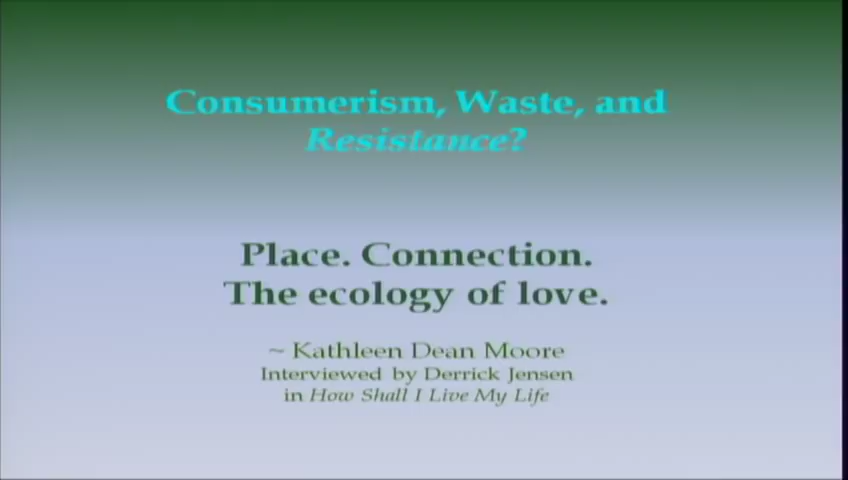 Consumerism, Waste, and
Resistance?
Place. Connection.
The ecology of love.
~ Kathleen Dean Moore
Interviewed by Derrick Jensen
in How Shall I Live My Life